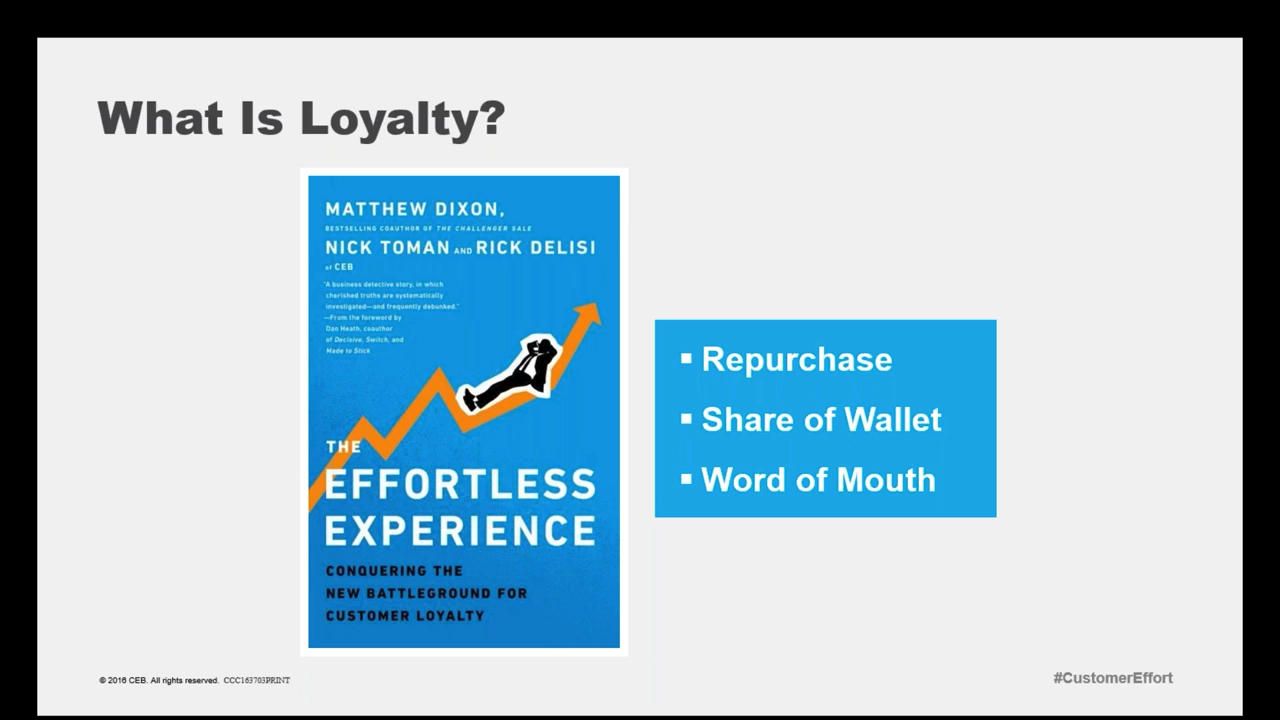 What Is Loyalty?
MATTHEW DIXON,
BESTSELLING COAUTHOR OF THE CHALLENGER SALE
NICK TOMAN AND RICK DELISI
of CEB
"A business detective story, in which
cherished truths are systematically
investigated—and frequently debunked."
—From the foreword by
Dan Heath, coauthor
of Decisive, Switch, and
Made to Stick
THE
EFFORTLESS
EXPERIENCE
CONQUERING THE
NEW BATTLEGROUND FOR
CUSTOMER LOYALTY
▪ Repurchase
▪ Share of Wallet
▪ Word of Mouth
© 2016 CEB. All rights reserved. CCC163703PRINT
#CustomerEffort